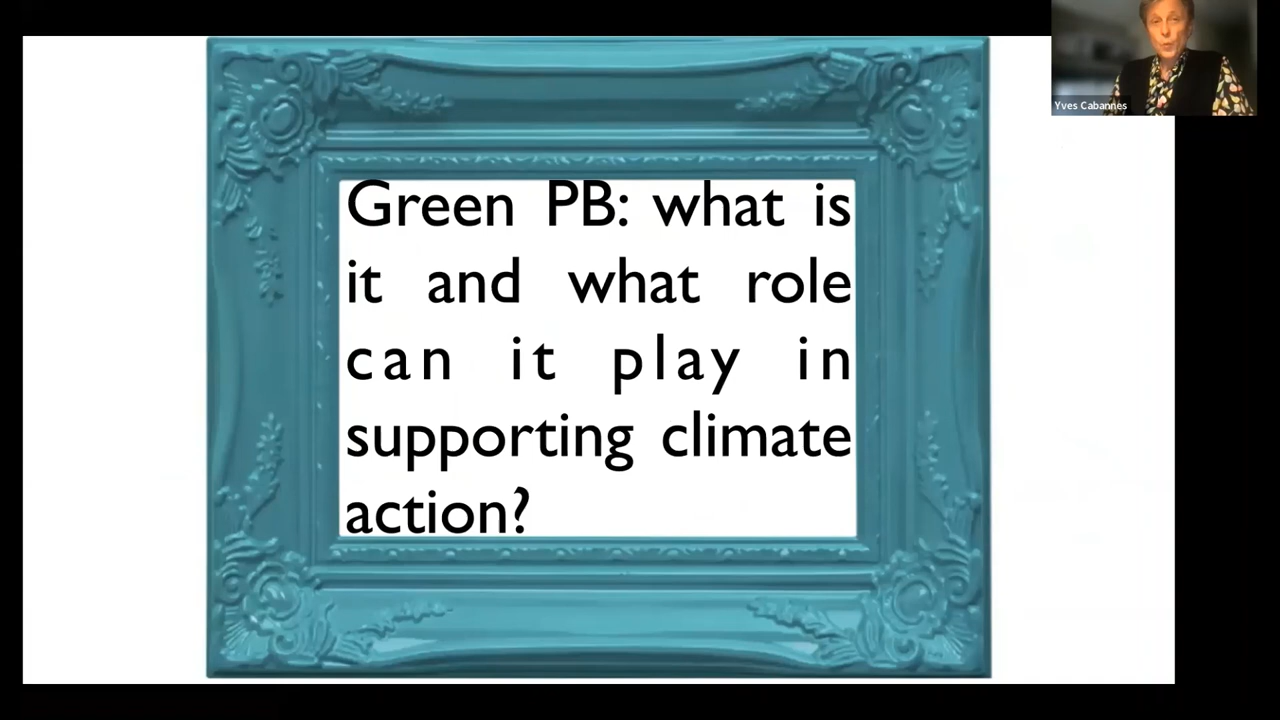 Yves Cabannes
Green PB: what is
it and what role
can it play in
supporting climate
action?